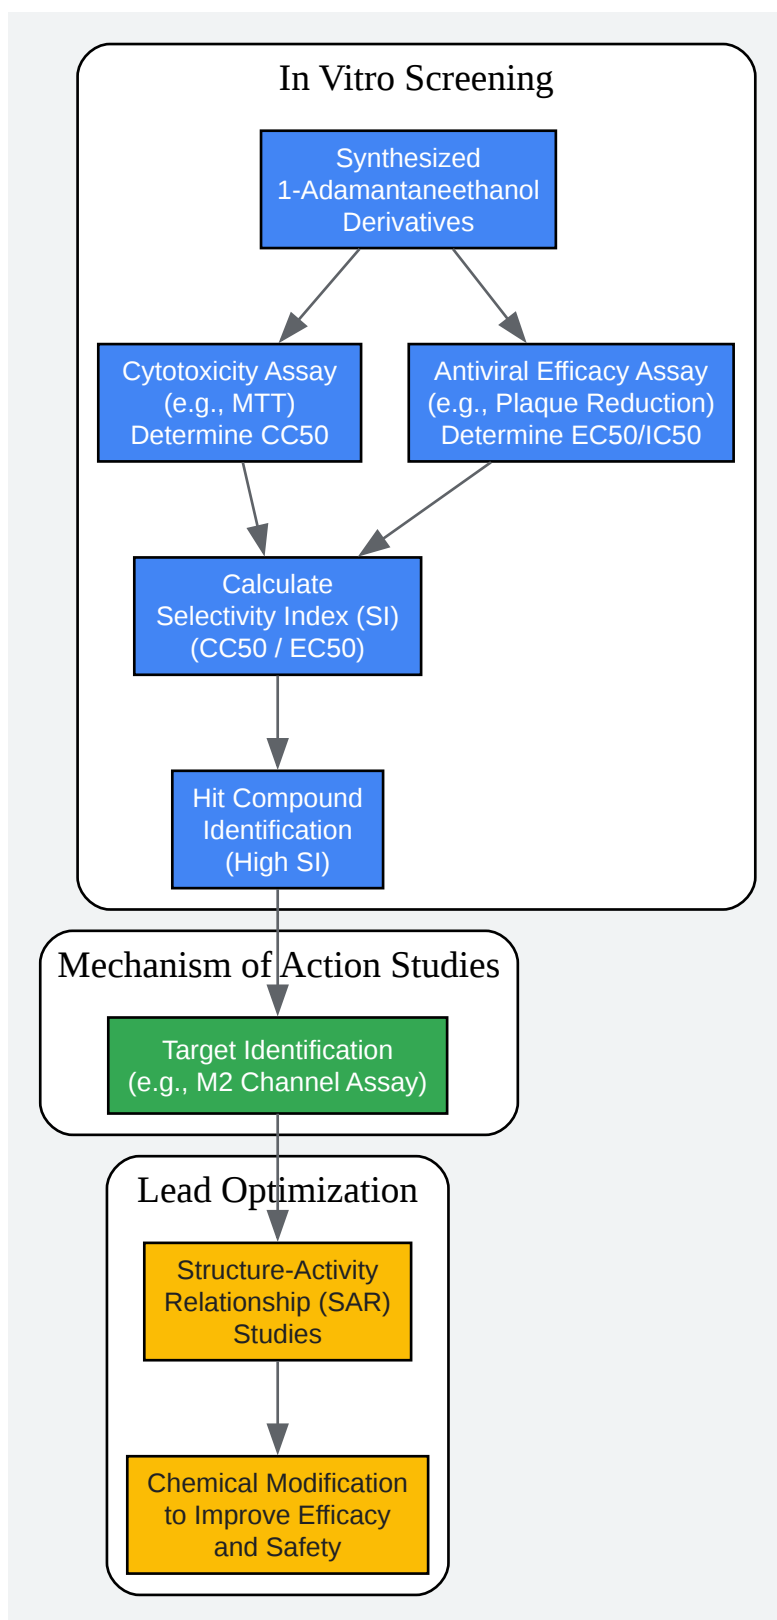 In Vitro Screening
Synthesized
1-Adamantaneethanol
Derivatives
Cytotoxicity Assay
(e.g., MTT)
Determine CC50
Antiviral Efficacy Assay
(e.g., Plaque Reduction)
Determine EC50/IC50
Calculate
Selectivity Index (SI)
(CC50 / EC50)
Hit Compound
Identification
(High SI)
Mechanism of Action Studies
Target Identification
(e.g., M2 Channel Assay)
Lead Optimization
Structure-Activity
Relationship (SAR)
Studies
Chemical Modification
to Improve Efficacy
and Safety